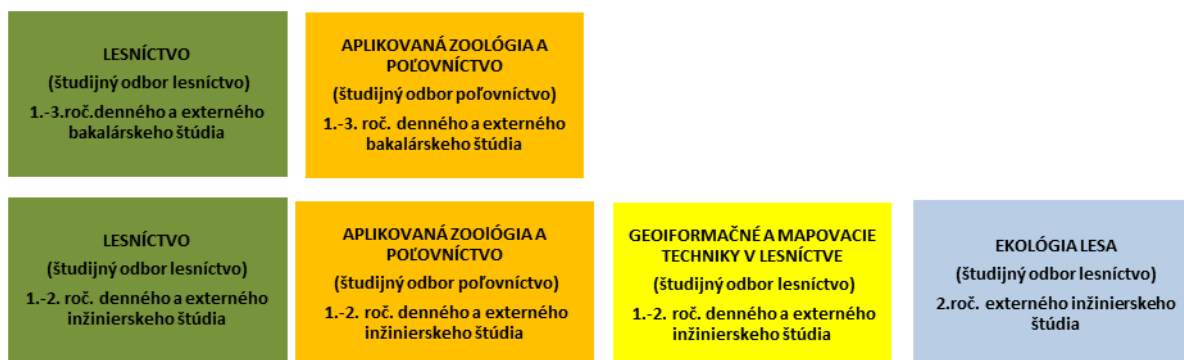 LESNÍCTVO
(študijný odbor lesníctvo)
1.-3.roč.denného a externého
bakalárskeho štúdia
APLIKOVANÁ ZOOLÓGIA A
POĽOVNÍCTVO
(študijný odbor poľovníctvo)
1.-3. roč. denného a externého
bakalárskeho štúdia
LESNÍCTVO
(študijný odbor lesníctvo)
1.-2. roč. denného a externého
inžinierskeho štúdia
APLIKOVANÁ ZOOlÓGIA A
POĽOVNÍCTVO
(študijný odbor poľovníctvo)
1.-2. roč. denného a externého
inžinierskeho štúdia
GEOIFORMAČNÉ A MAPOVACIE
TECHNIKY V LESNÍCTVE
(študijný odbor lesníctvo)
1.-2. roč. denného a externého
inžinierskeho štúdia
EKOLÓGIA LESA
(študijný odbor lesníctvo)
2.roč. externého inžinierskeho
štúdia